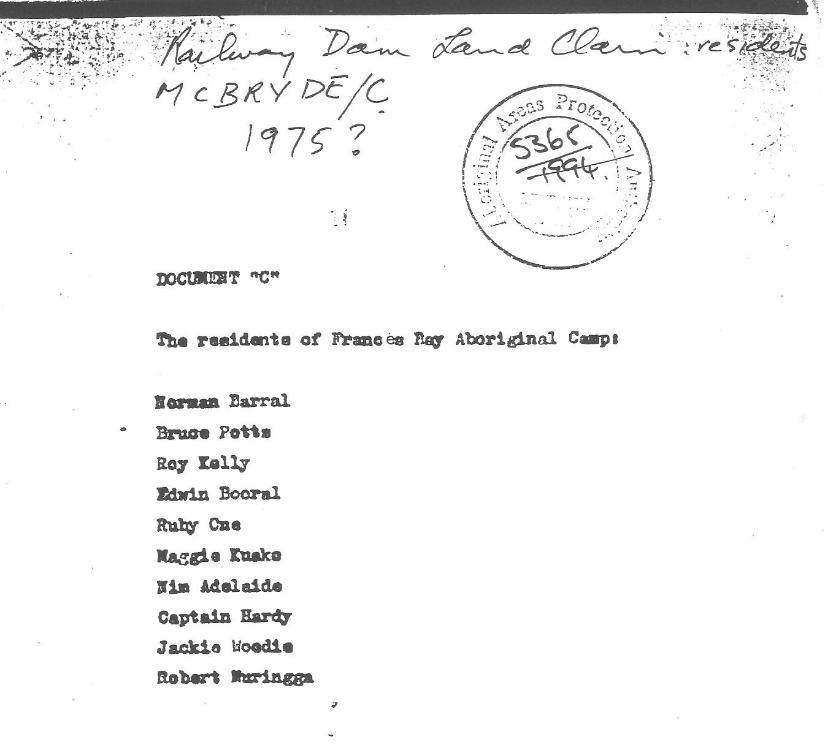 Railway Dam Land Claim : residents
MCBRYDE/C.
1975?
Aboriginal Areas Protection Authority
5365
1994.
DOCUMENT "C"
The residents of Frances Bay Aboriginal Camp:
Norman Barral
Bruce Potts
Roy Kelly
Edwin Booral
Ruby One
Maggie Kusko
Nim Adelaide
Captain Hardy
Jackie Woodie
Robert